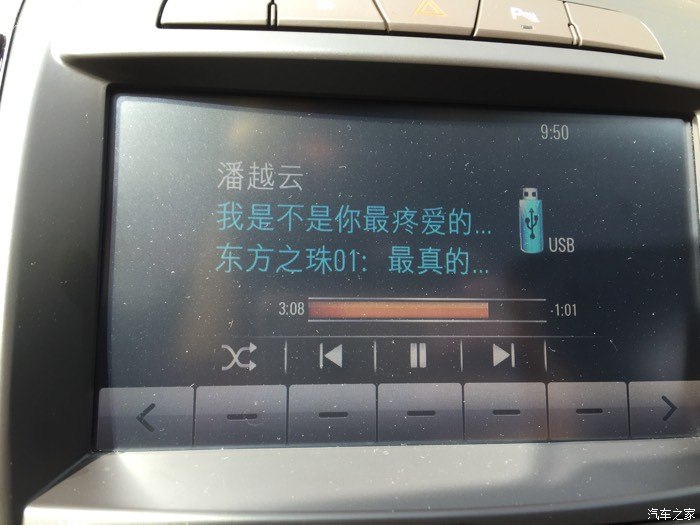 9:50
潘越云
我是不是你最疼爱的...
东方之珠01：最真的...
USB
3:08
-1:01
汽车之家